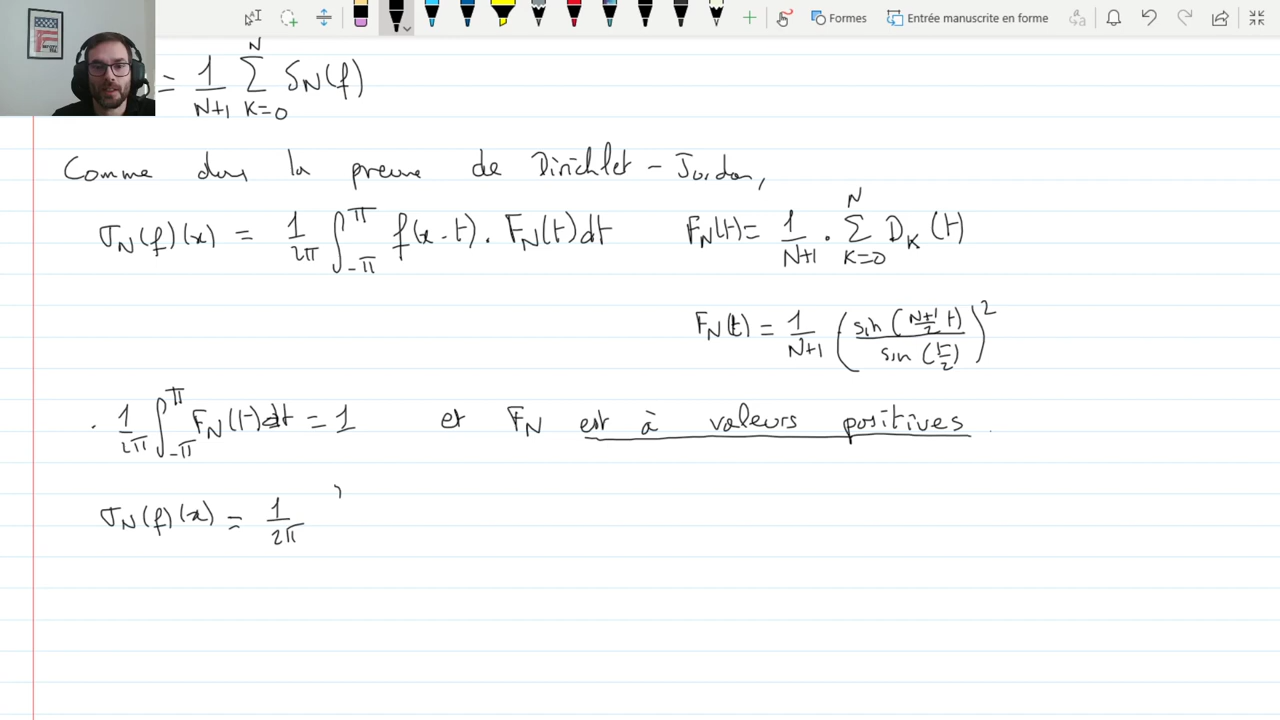 Formes Entrée manuscrite en forme
= 1/(N+1) ∑_{K=0}^{N} S_N(f)
Comme dans la preuve de Dirichlet - Jordan,
σ_N(f)(x) = 1/2π ∫_{-π}^{π} f(x-t). F_N(t)dt F_N(t)= 1/(N+1) . ∑_{K=0}^{N} D_K(t)
F_N(t) = 1/(N+1) (sin(N+1/2 t)/sin(t/2))^2
. 1/2π ∫_{-π}^{π} F_N(t)dt = 1 et F_N est à valeurs positives.
σ_N(f)(x) = 1/2π